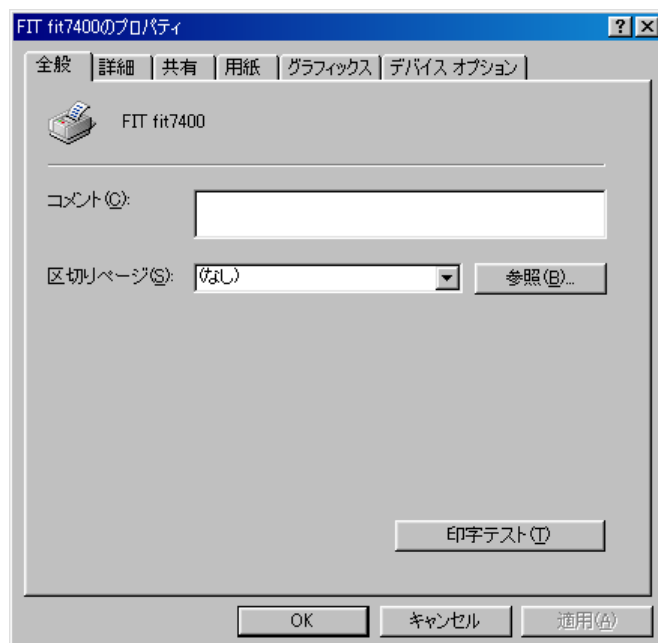 FIT fit7400のプロパティ
? ×
全般 詳細 共有 用紙 グラフィックス デバイス オプション
FIT fit7400
コメント(C):
区切りページ(S): (なし) 参照(B)...
印字テスト(T)
OK キャンセル 適用(A)